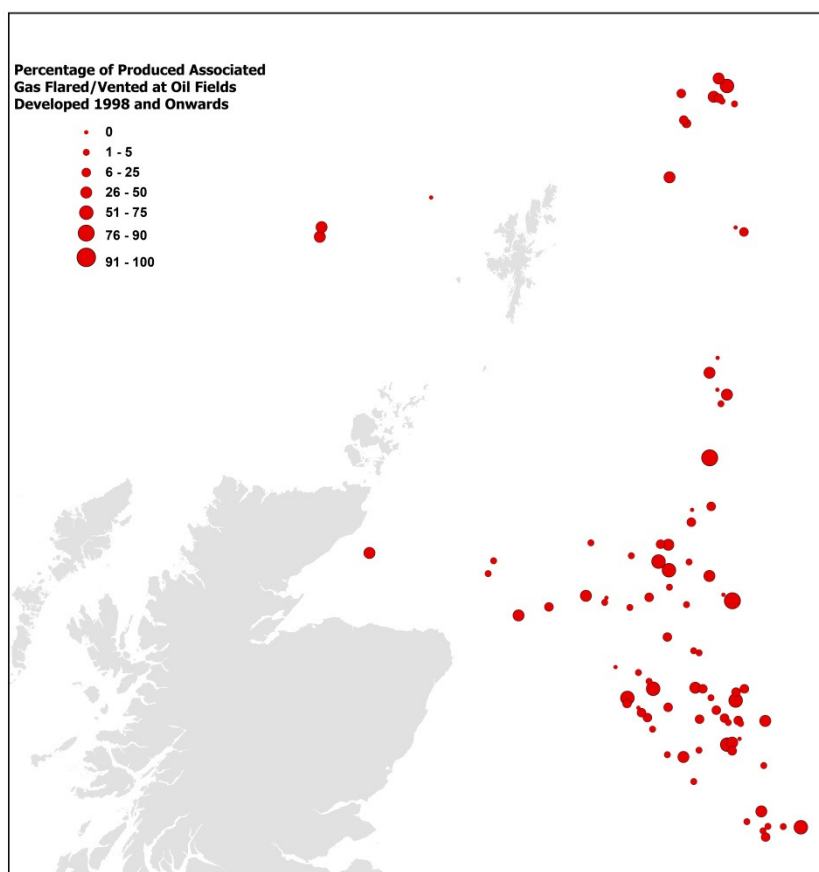 Percentage of Produced Associated
Gas Flared/Vented at Oil Fields
Developed 1998 and Onwards
0
1 - 5
6 - 25
26 - 50
51 - 75
76 - 90
91 - 100